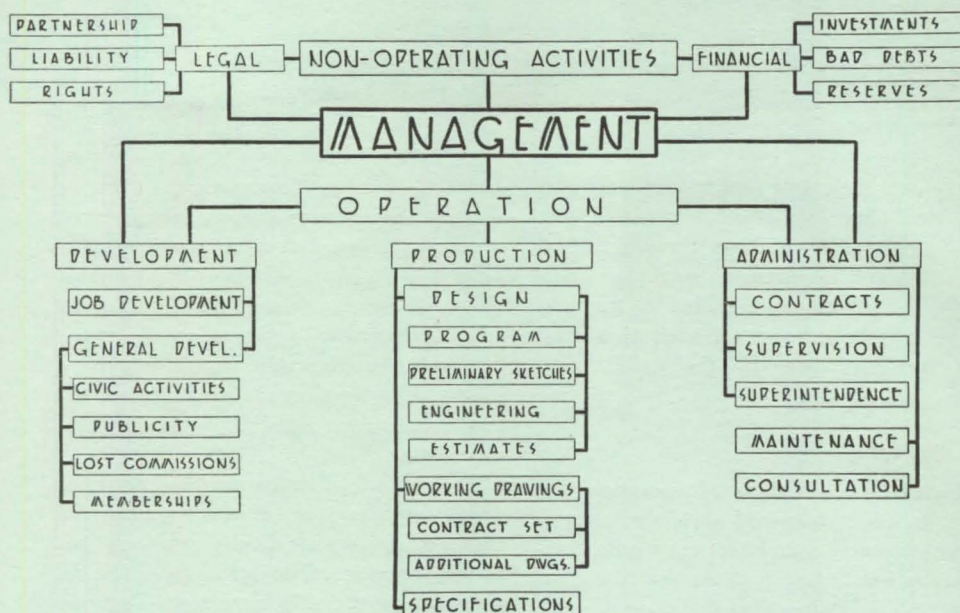 PARTNERSHIP
LIABILITY
RIGHTS
LEGAL
NON-OPERATING ACTIVITIES
FINANCIAL
INVESTMENTS
BAD DEBTS
RESERVES
MANAGEMENT
OPERATION
DEVELOPMENT
JOB DEVELOPMENT
GENERAL DEVEL.
CIVIC ACTIVITIES
PUBLICITY
LOST COMMISSIONS
MEMBERSHIPS
PRODUCTION
DESIGN
PROGRAM
PRELIMINARY SKETCHES
ENGINEERING
ESTIMATES
WORKING DRAWINGS
CONTRACT SET
ADDITIONAL DWGS.
SPECIFICATIONS
ADMINISTRATION
CONTRACTS
SUPERVISION
SUPERINTENDENCE
MAINTENANCE
CONSULTATION